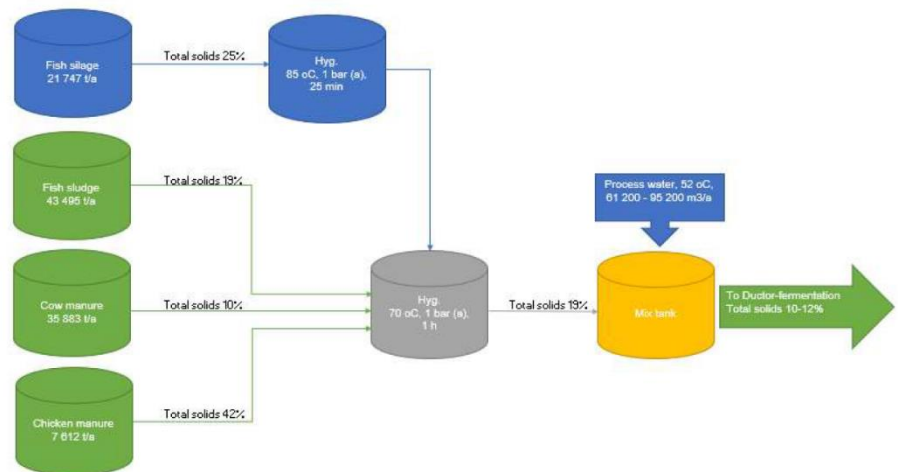 Fish silage
21 747 t/a
Total solids 25%
Hyg.
85 oC, 1 bar (a),
25 min
Fish sludge
43 495 t/a
Total solids 19%
Process water, 52 oC,
61 200 - 95 200 m3/a
Cow manure
35 883 t/a
Total solids 10%
Hyg.
70 oC, 1 bar (a),
1 h
Total solids 19%
Mix tank
To Ductor-fermentation
Total solids 10-12%
Chicken manure
7 612 t/a
Total solids 42%